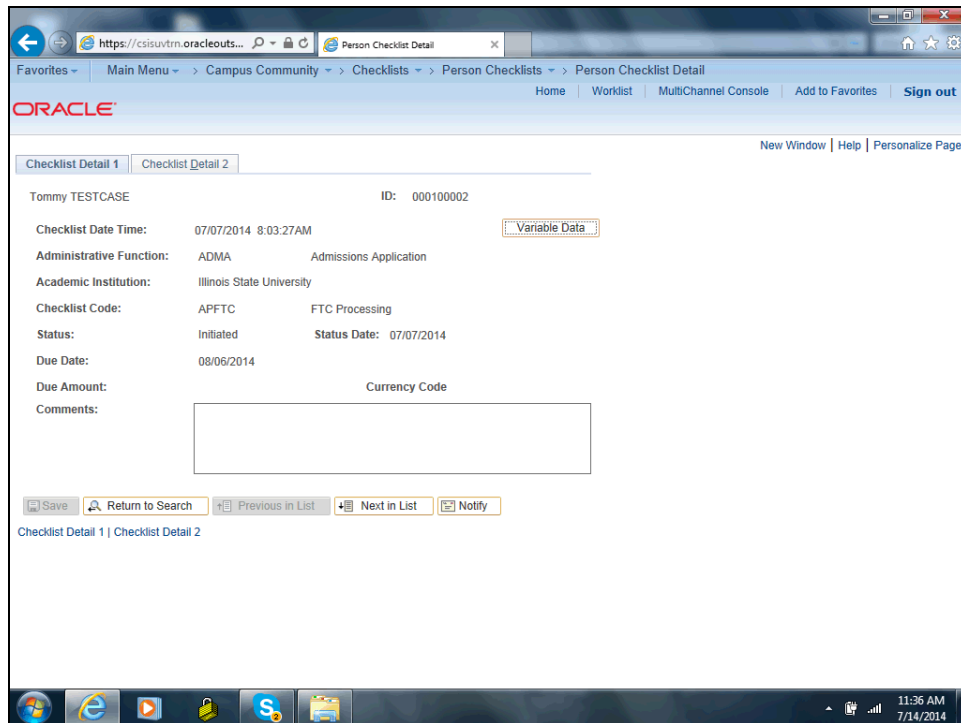 https://csisuvtrn.oracleouts...
Person Checklist Detail
Favorites Main Menu > Campus Community > Checklists > Person Checklists > Person Checklist Detail
Home Worklist MultiChannel Console Add to Favorites Sign out
ORACLE
New Window | Help | Personalize Page
Checklist Detail 1 Checklist Detail 2
Tommy TESTCASE ID: 000100002
Checklist Date Time: 07/07/2014 8:03:27AM Variable Data
Administrative Function: ADMA Admissions Application
Academic Institution: Illinois State University
Checklist Code: APFTC FTC Processing
Status: Initiated Status Date: 07/07/2014
Due Date: 08/06/2014
Due Amount: Currency Code
Comments:
Save Return to Search Previous in List Next in List Notify
Checklist Detail 1 | Checklist Detail 2
S 2
11:36 AM
7/14/2014